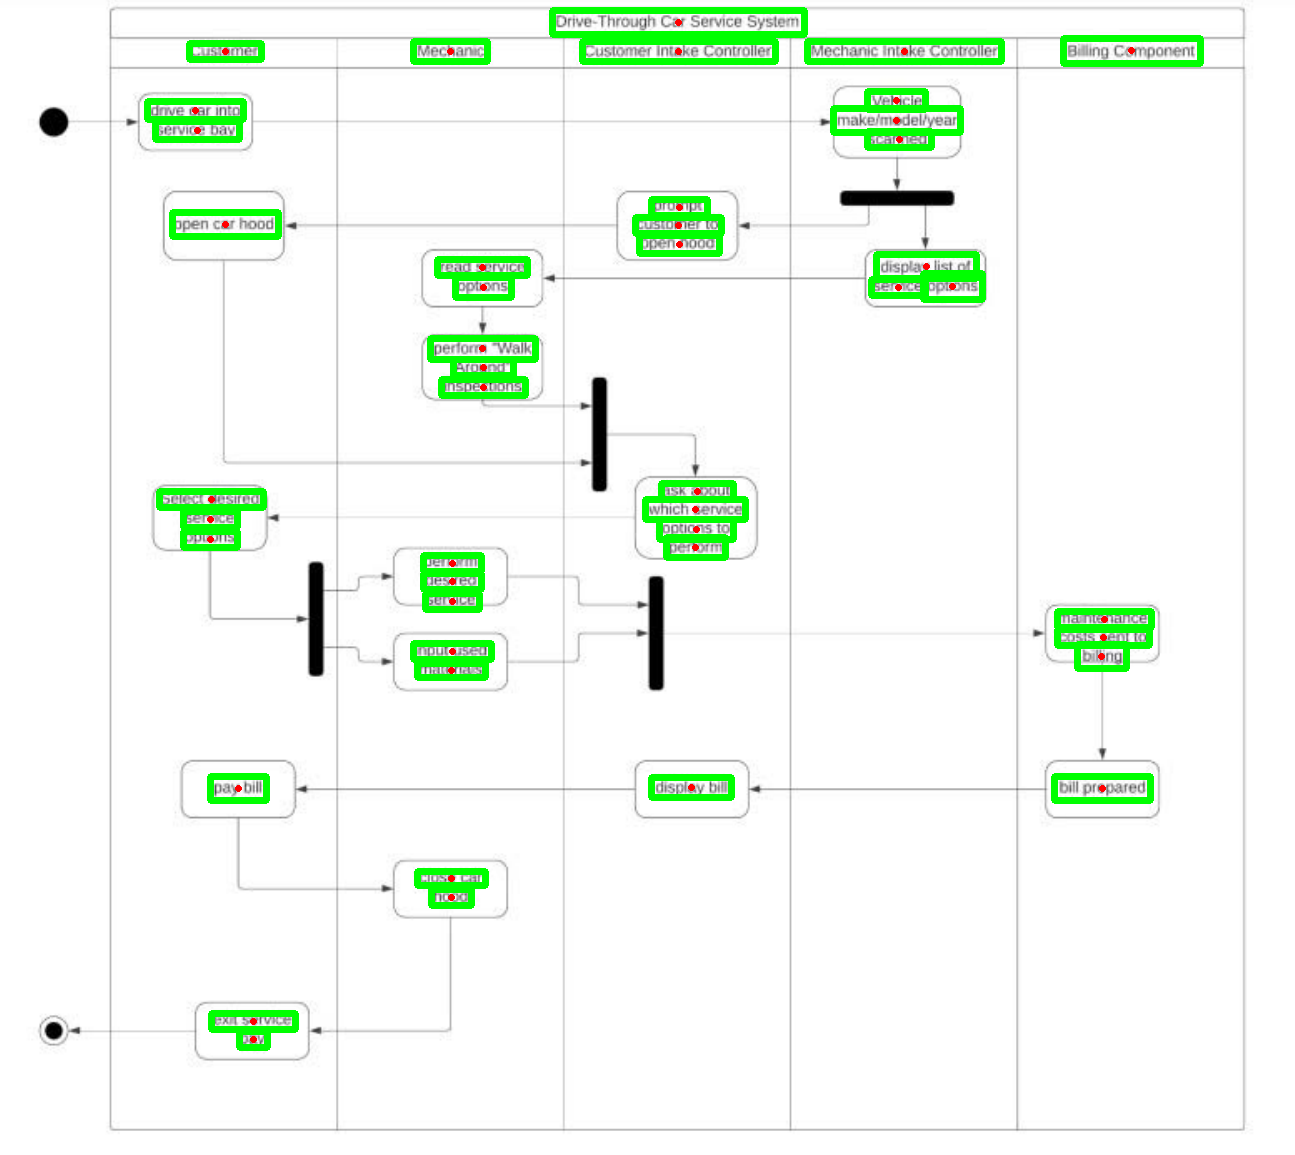 Drive-Through Car Service System
Customer
Mechanic
Customer Intake Controller
Mechanic Intake Controller
Billing Component
drive car into
service bay
Vehicle
make/model/year
scanned
open car hood
prompt
customer to
open hood
display list of
service options
read service
options
perform "Walk
Around"
inspections
ask about
which service
options to
perform
Select desired
service
options
perform
desired
service
input used
materials
maintenance
costs sent to
billing
pay bill
display bill
bill prepared
close car
hood
exit service
bay